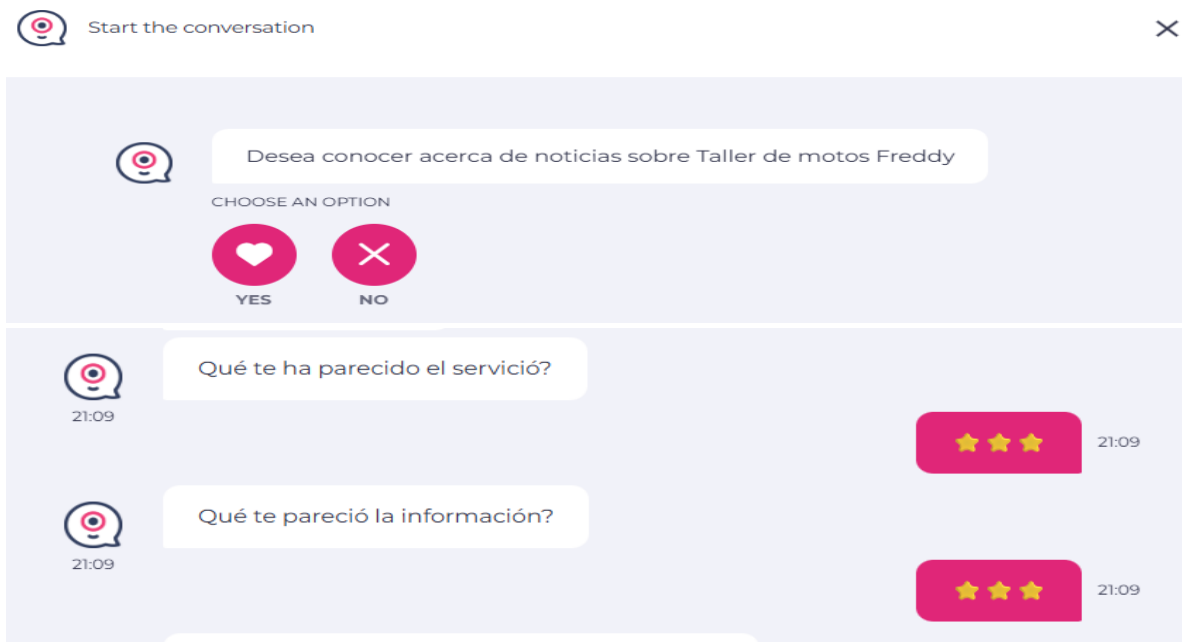 Start the conversation
Desea conocer acerca de noticias sobre Taller de motos Freddy
CHOOSE AN OPTION
YES NO
Qué te ha parecido el servició?
21:09
21:09
Qué te pareció la información?
21:09
21:09